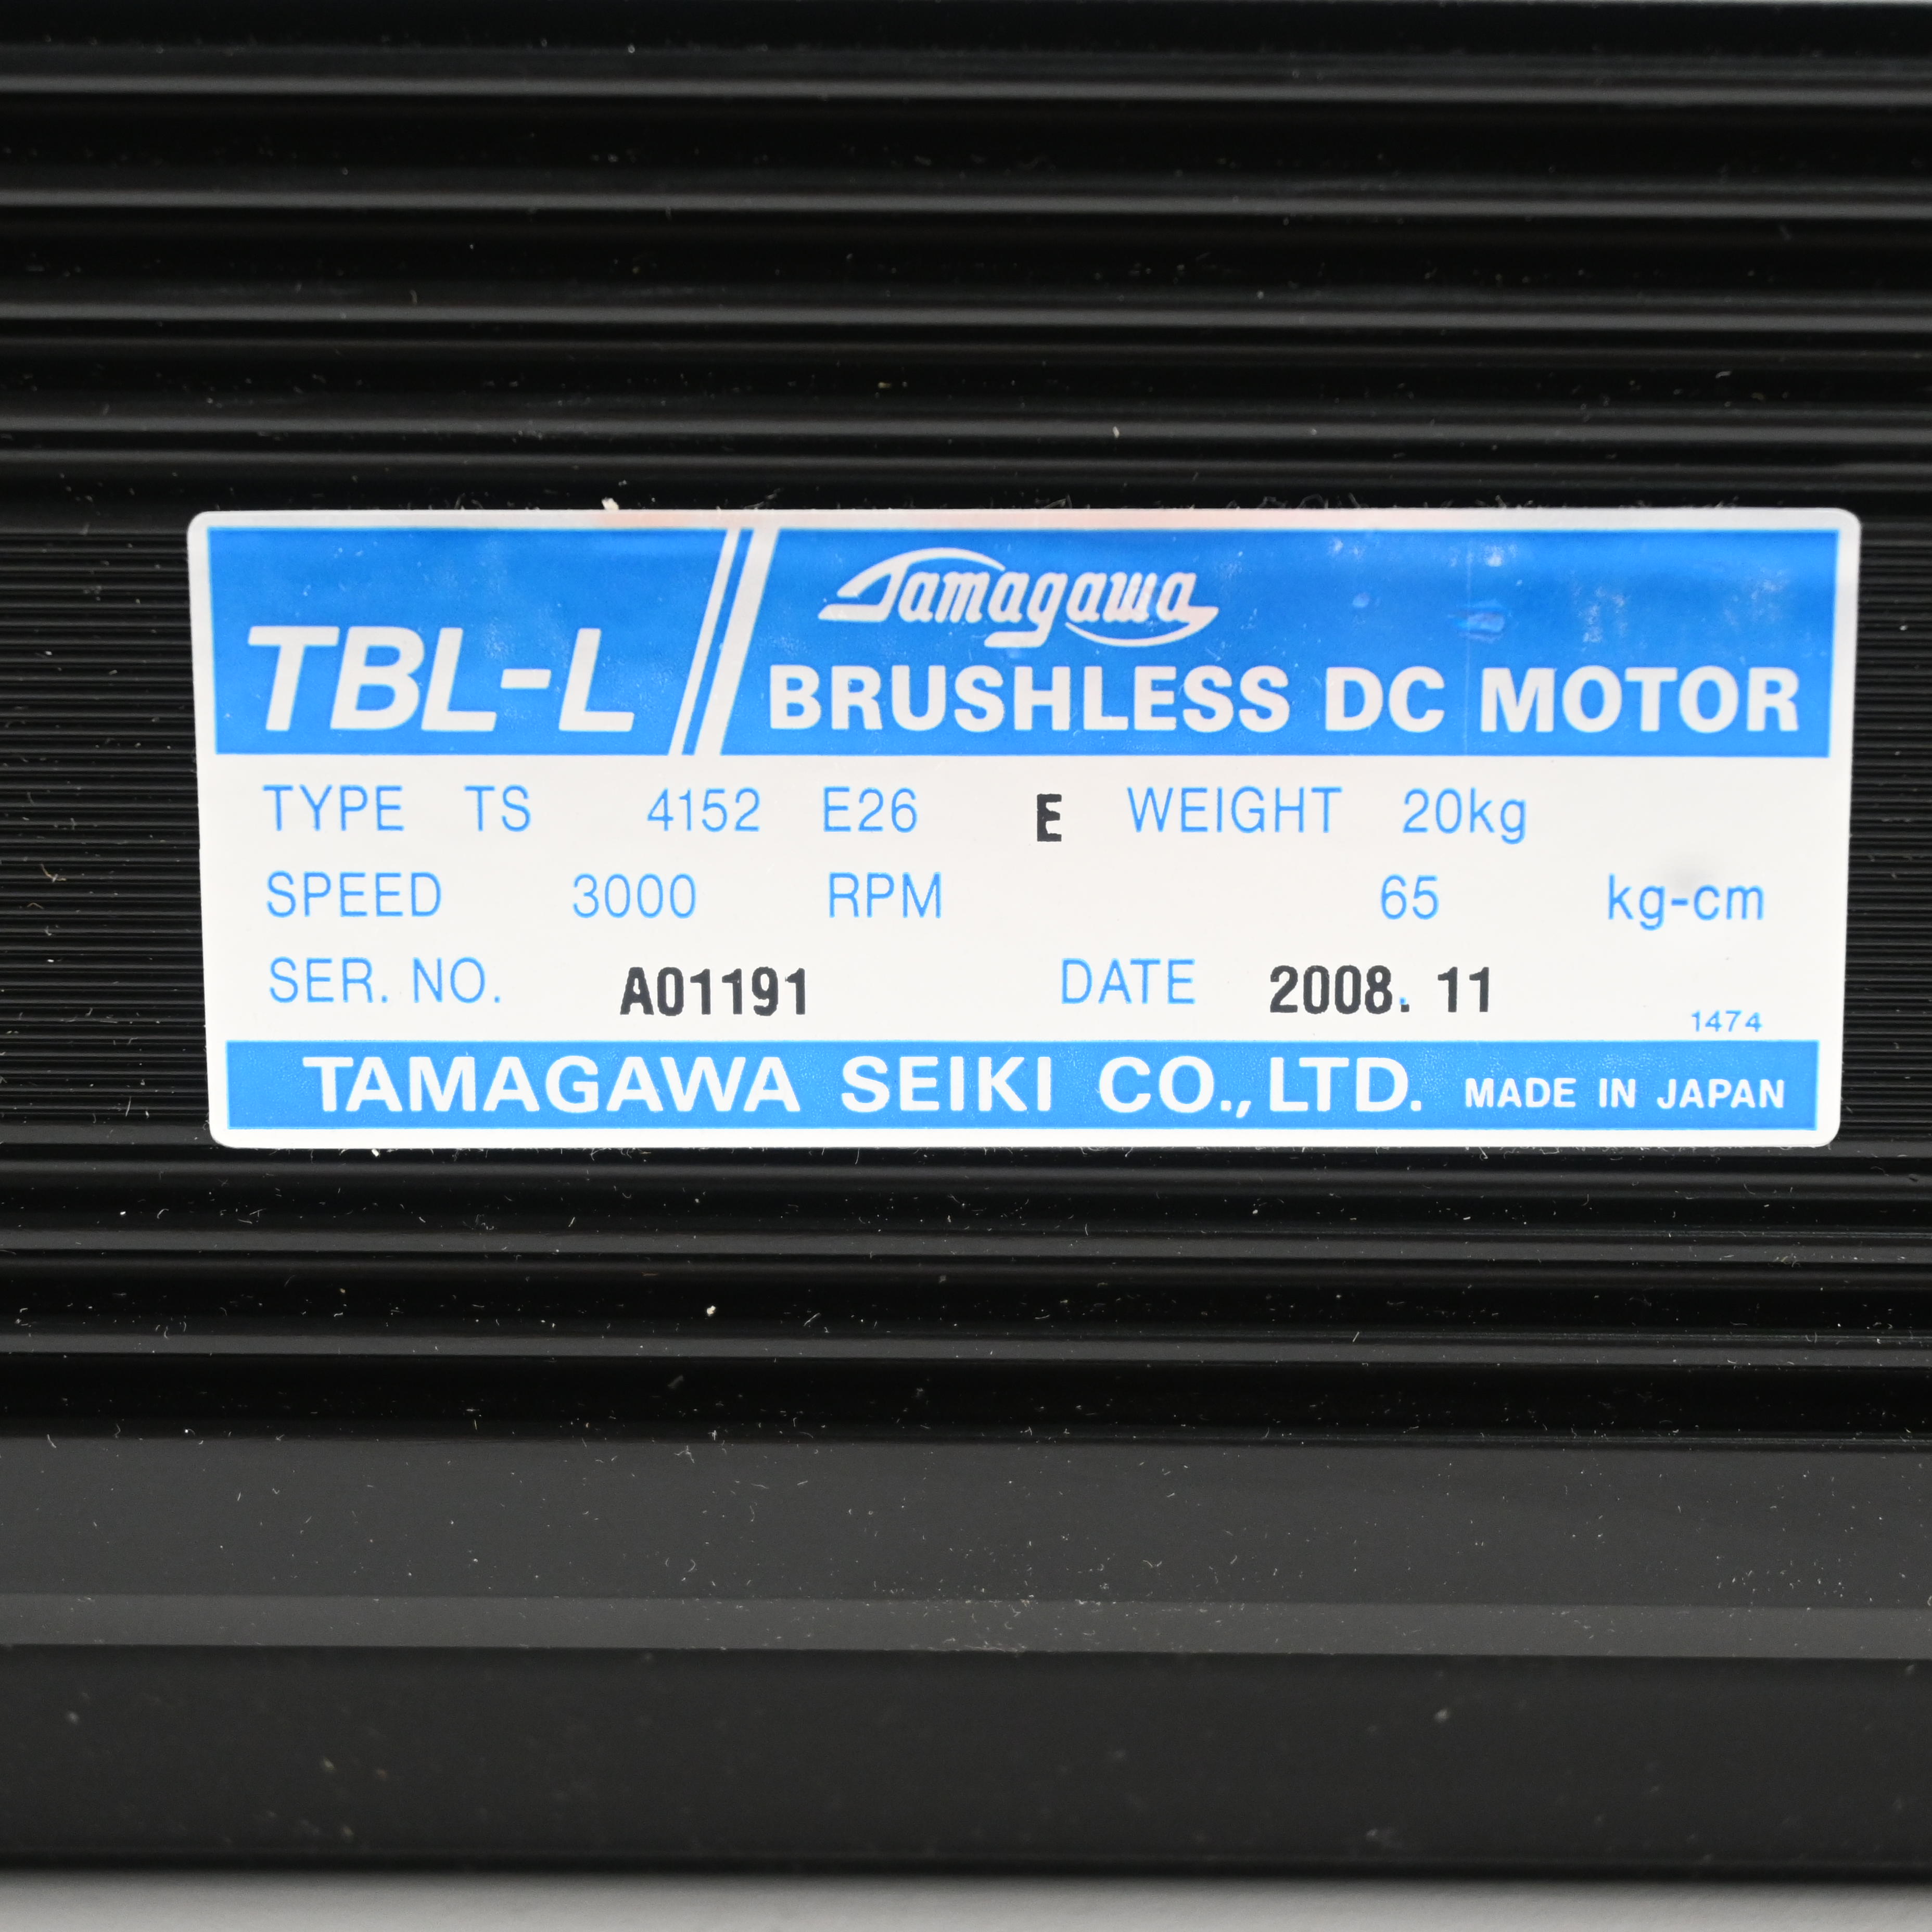 TBL-L
Tamagawa
BRUSHLESS DC MOTOR
TYPE TS 4152 E26 E WEIGHT 20kg
SPEED 3000 RPM 65 kg-cm
SER. NO. A01191 DATE 2008. 11
1474
TAMAGAWA SEIKI CO., LTD. MADE IN JAPAN